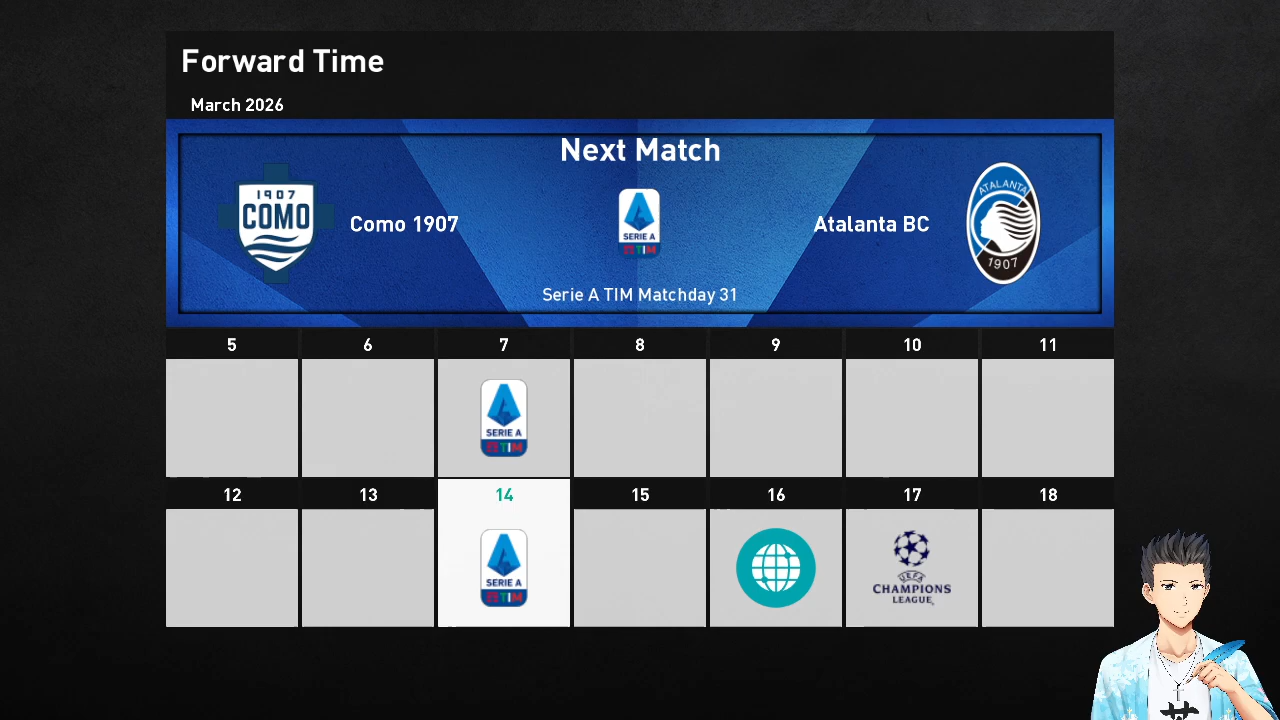 Forward Time
March 2026
Next Match
1907
COMO
Como 1907
SERIE A
TIM
Atalanta BC
ATALANTA
1907
Serie A TIM Matchday 31
5 6 7 8 9 10 11
SERIE A
TIM
12 13 14 15 16 17 18
SERIE A
TIM
UEFA
CHAMPIONS
LEAGUE